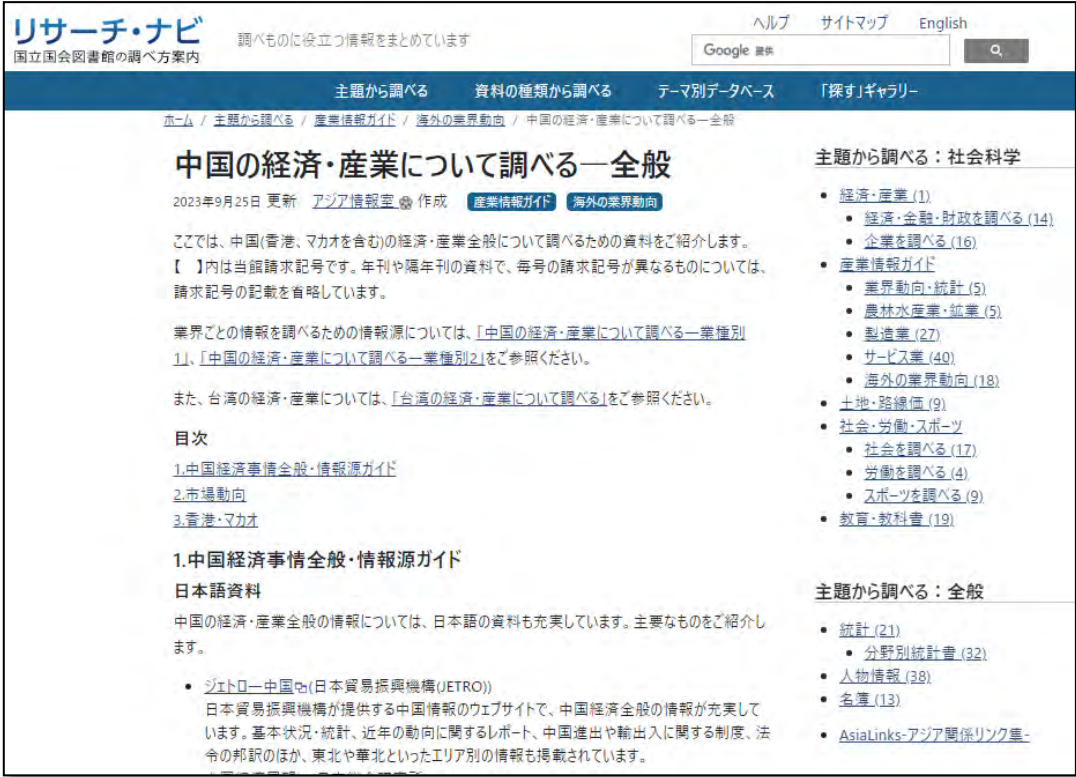 リサーチ・ナビ
国立国会図書館の調べ方案内
調べものに役立つ情報をまとめています
ヘルプ サイトマップ English
Google 提供
主題から調べる 資料の種類から調べる テーマ別データベース 「探す」ギャラリー
ホーム / 主題から調べる / 産業情報ガイド / 海外の業界動向 / 中国の経済・産業について調べる―全般
中国の経済・産業について調べる―全般
2023年9月25日 更新 アジア情報室 作成 産業情報ガイド 海外の業界動向
ここでは、中国(香港、マカオを含む)の経済・産業全般について調べるための資料をご紹介します。
【 】内は当館請求記号です。年刊や隔年刊の資料で、毎号の請求記号が異なるものについては、
請求記号の記載を省略しています。
業界ごとの情報を調べるための情報源については、「中国の経済・産業について調べる―業種別
1」、「中国の経済・産業について調べる―業種別2」をご参照ください。
また、台湾の経済・産業については、「台湾の経済・産業について調べる」をご参照ください。
目次
1.中国経済事情全般・情報源ガイド
2.市場動向
3.香港・マカオ
1.中国経済事情全般・情報源ガイド
日本語資料
中国の経済・産業全般の情報については、日本語の資料も充実しています。主要なものをご紹介し
ます。
ジェトロ―中国(日本貿易振興機構(JETRO))
日本貿易振興機構が提供する中国情報のウェブサイトで、中国経済全般の情報が充実して
います。基本状況・統計、近年の動向に関するレポート、中国進出や輸出入に関する制度、法
令の邦訳のほか、東北や華北といったエリア別の情報も掲載されています。
主題から調べる：社会科学
経済・産業 (1)
経済・金融・財政を調べる (14)
企業を調べる (16)
産業情報ガイド
業界動向・統計 (5)
農林水産業・鉱業 (5)
製造業 (27)
サービス業 (40)
海外の業界動向 (18)
土地・路線価 (9)
社会・労働・スポーツ
社会を調べる (17)
労働を調べる (4)
スポーツを調べる (9)
教育・教科書 (19)
主題から調べる：全般
統計 (21)
分野別統計書 (32)
人物情報 (38)
名簿 (13)
AsiaLinks-アジア関係リンク集-